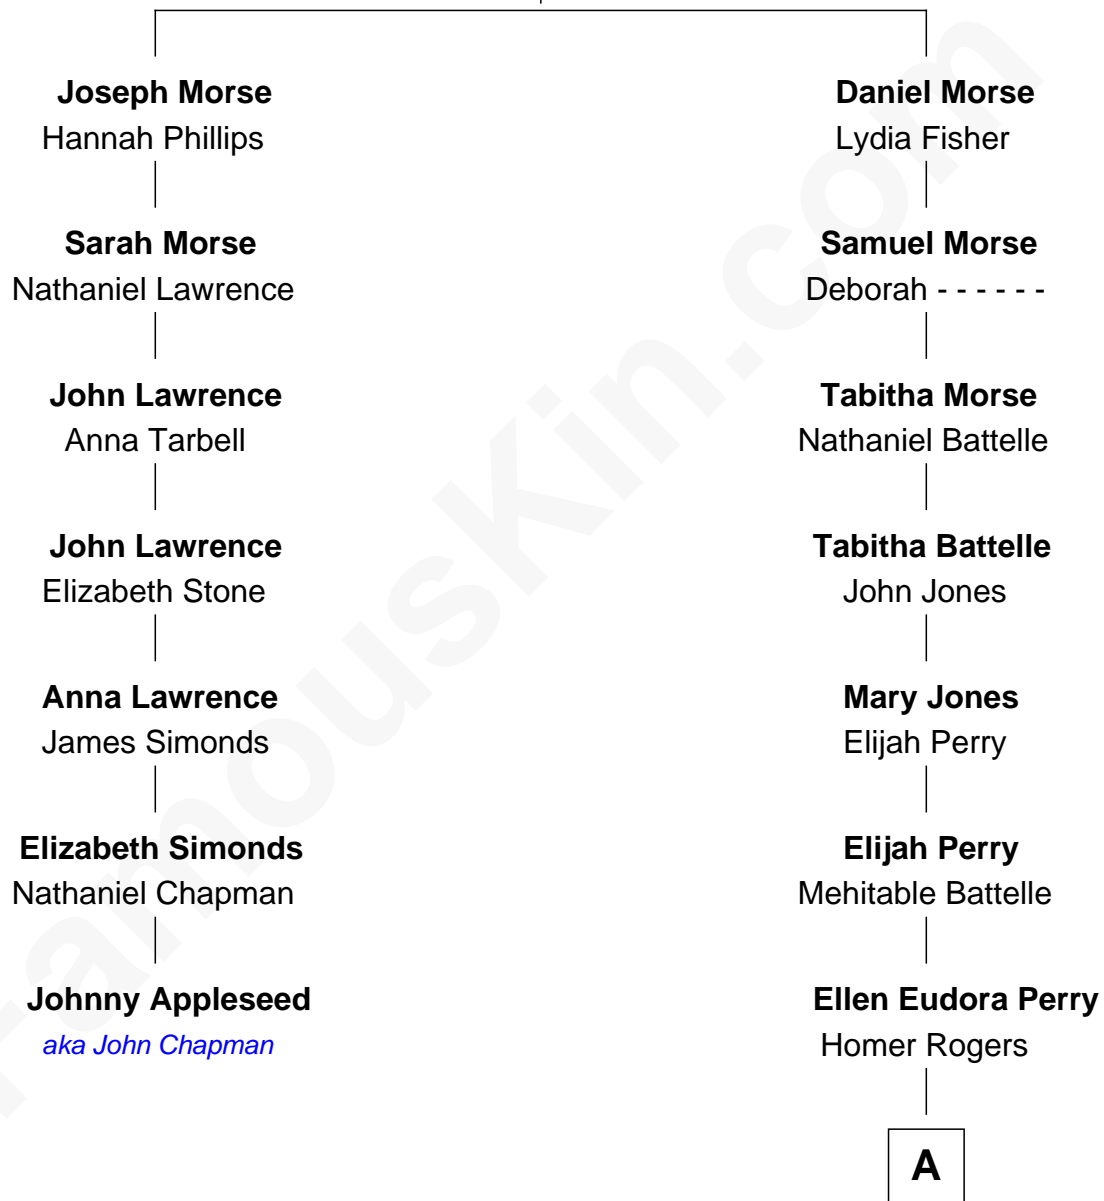 Joseph Morse
Hannah Phillips
Sarah Morse
Nathaniel Lawrence
John Lawrence
Anna Tarbell
John Lawrence
Elizabeth Stone
Anna Lawrence
James Simonds
Elizabeth Simonds
Nathaniel Chapman
Johnny Appleseed
aka John Chapman
Daniel Morse
Lydia Fisher
Samuel Morse
Deborah - - - - - -
Tabitha Morse
Nathaniel Battelle
Tabitha Battelle
John Jones
Mary Jones
Elijah Perry
Elijah Perry
Mehitable Battelle
Ellen Eudora Perry
Homer Rogers
A
FamousKin.com